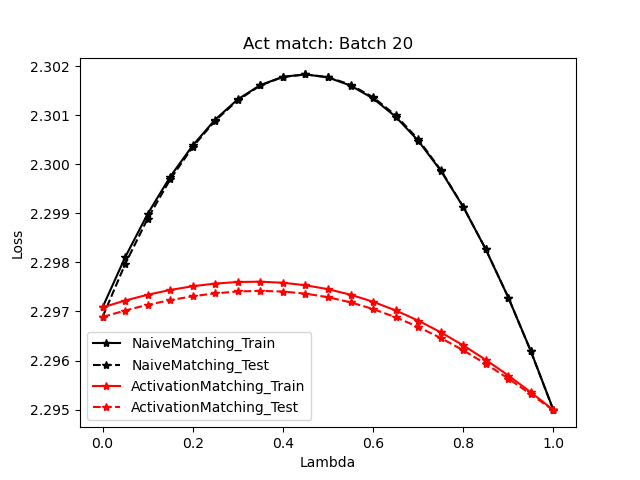 Act match: Batch 20
2.302
2.301
2.300
2.299
2.298
2.297
2.296
2.295
Loss
NaiveMatching_Train
NaiveMatching_Test
ActivationMatching_Train
ActivationMatching_Test
0.0 0.2 0.4 0.6 0.8 1.0
Lambda